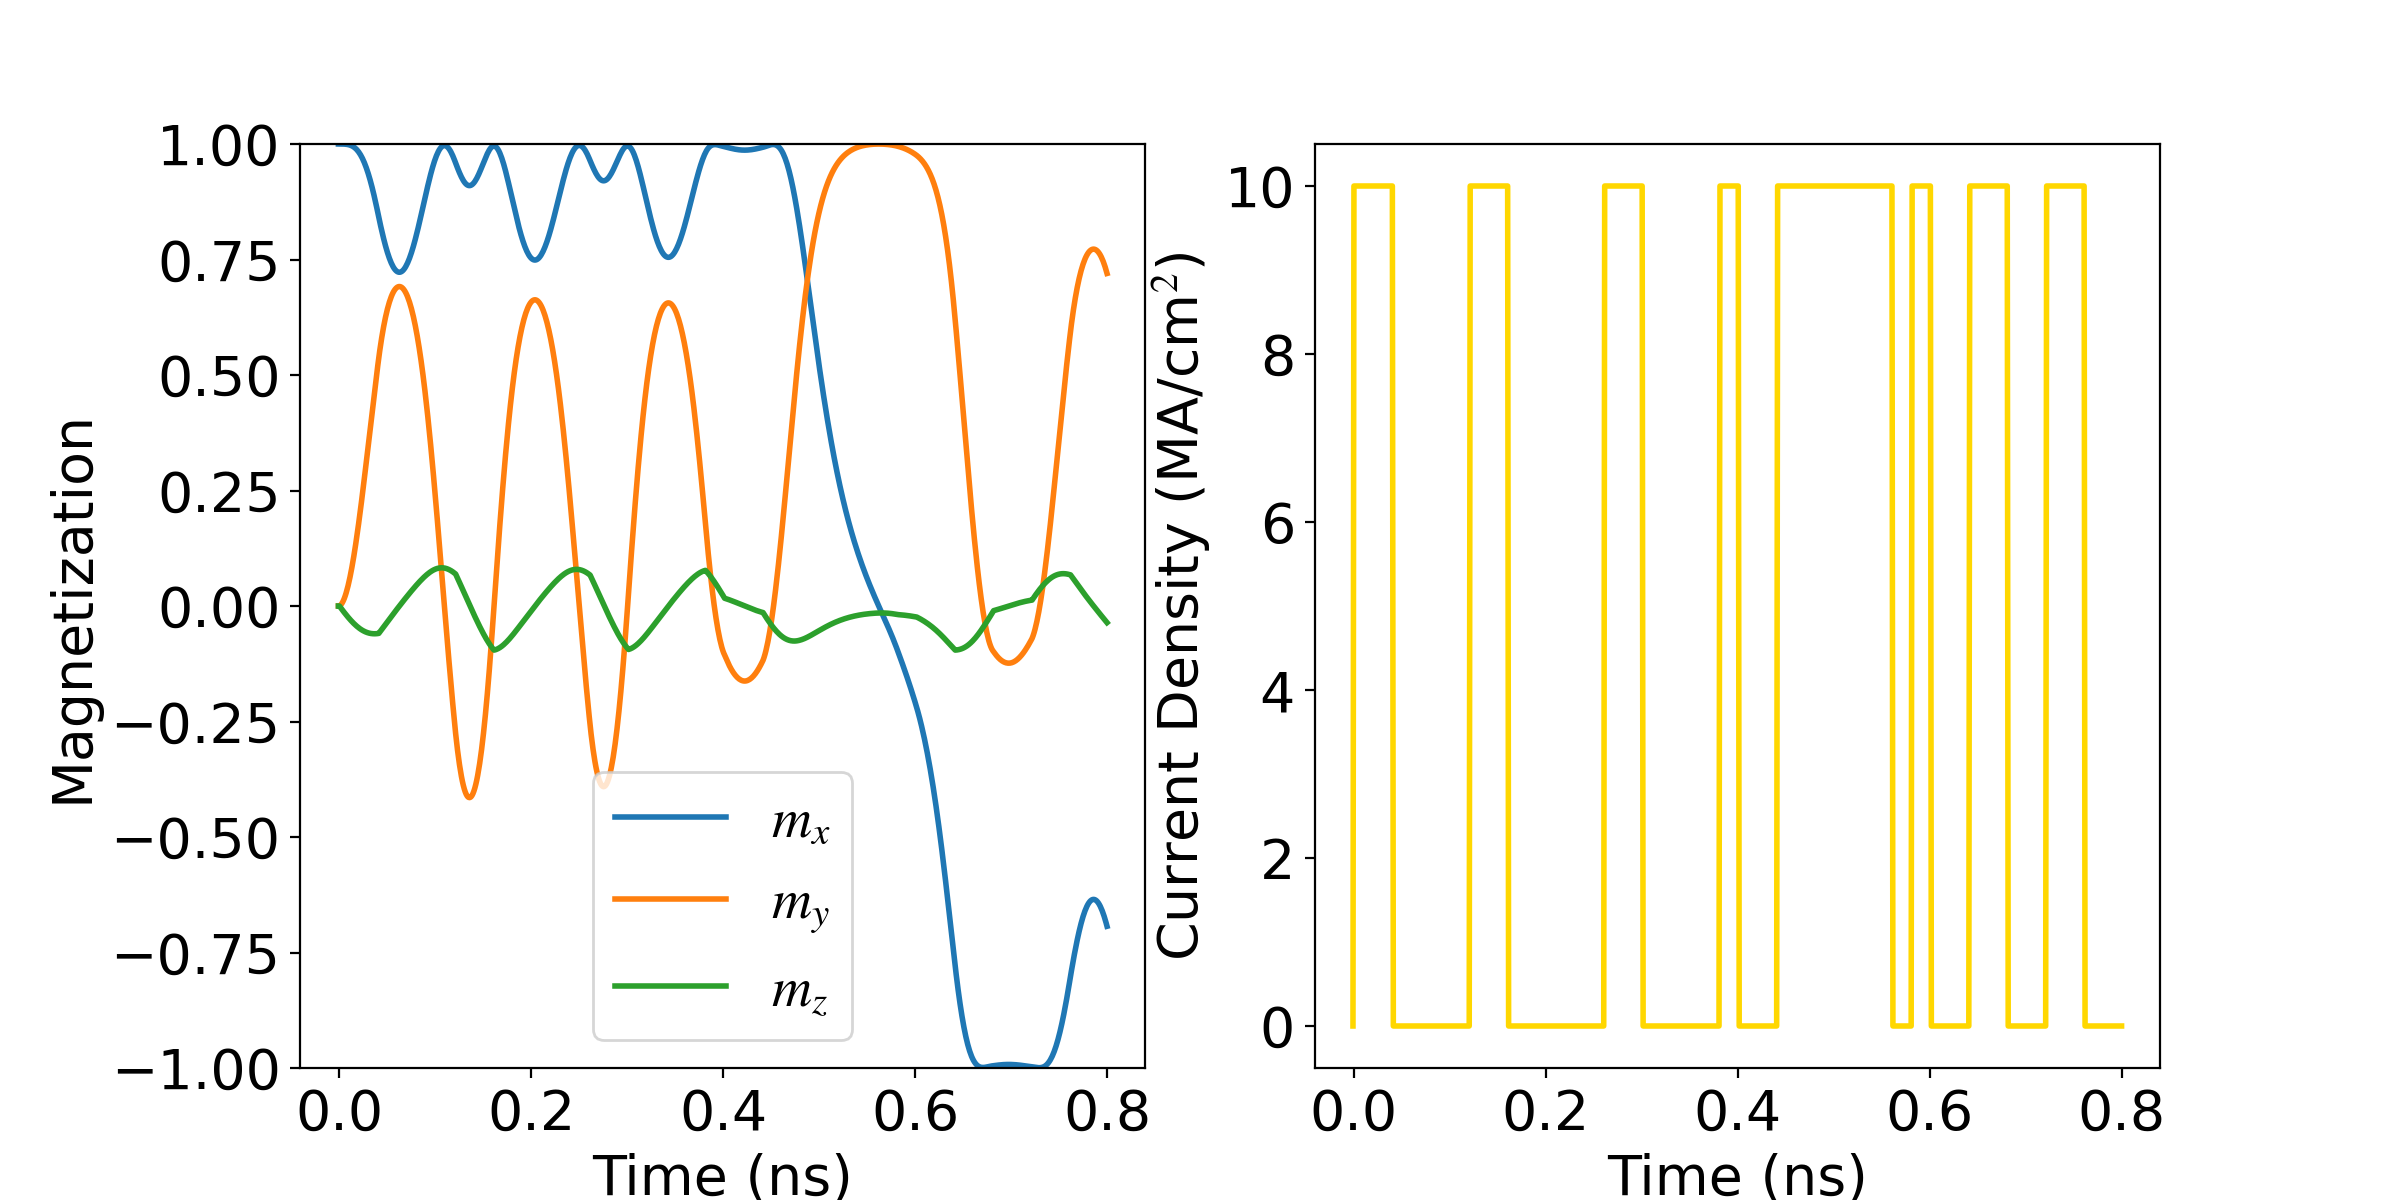 Magnetization
1.00
0.75
0.50
0.25
0.00
−0.25
−0.50
−0.75
−1.00
0.0 0.2 0.4 0.6 0.8
Time (ns)
m_x
m_y
m_z
Current Density (MA/cm²)
10
8
6
4
2
0
0.0 0.2 0.4 0.6 0.8
Time (ns)